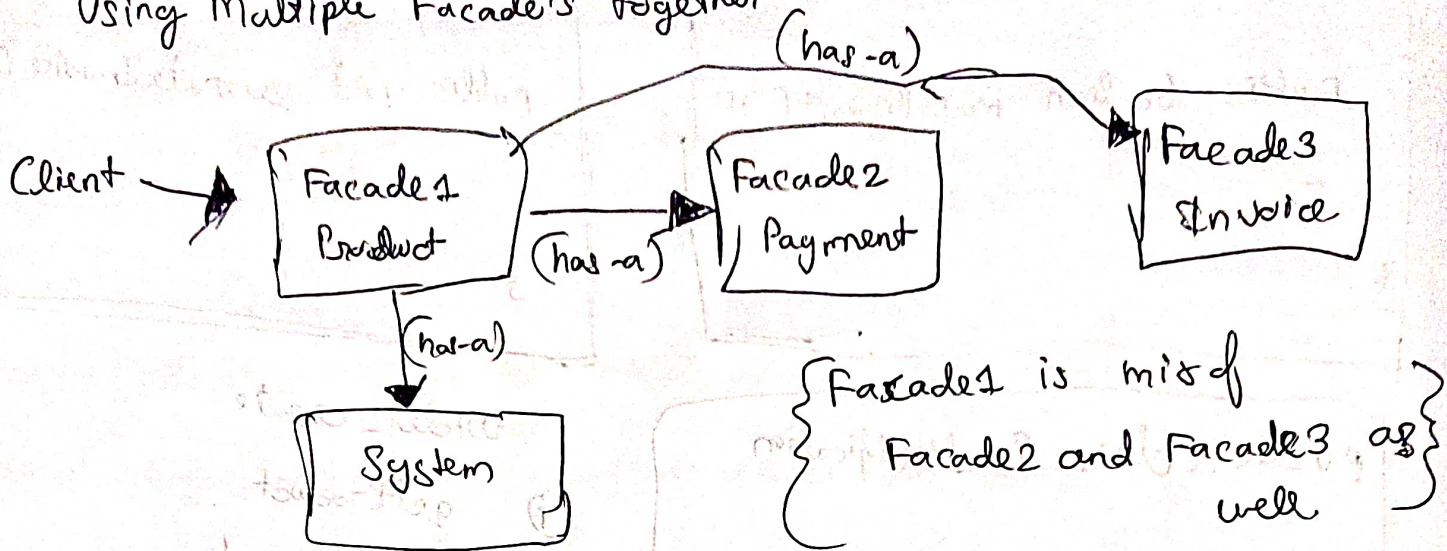 Using Multiple Facade's together
(has-a)
Client
Facade1
Product
Facade2
Payment
Facade3
Invoice
(has-a)
(has-a)
System
{Facade1 is mix of
Facade2 and Facade3 as}
well